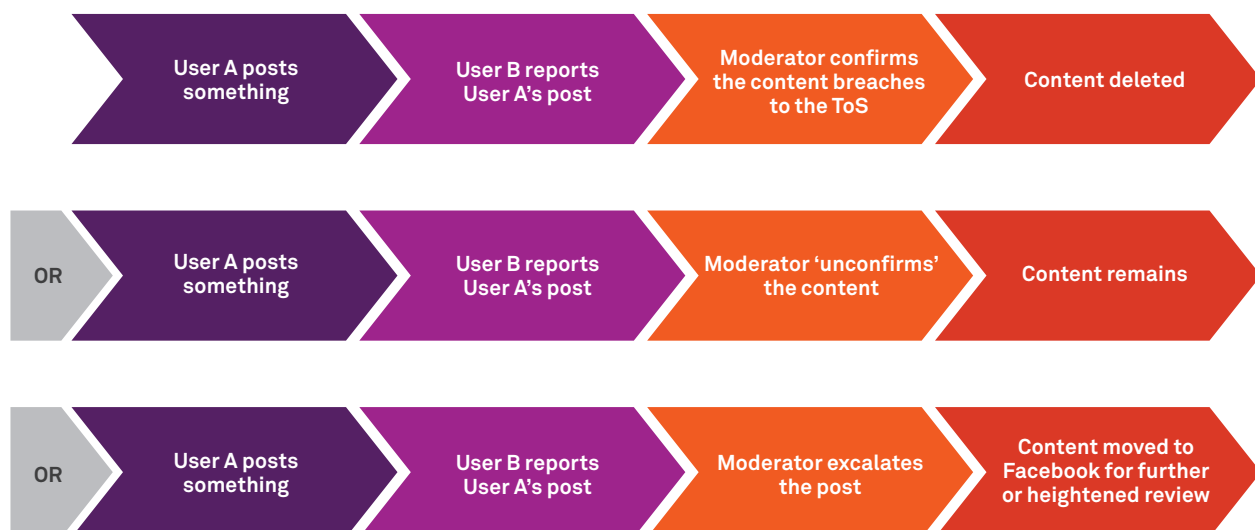 User A posts
something
User B reports
User A's post
Moderator confirms
the content breaches
to the ToS
Content deleted
OR
User A posts
something
User B reports
User A's post
Moderator ‘unconfirms’
the content
Content remains
OR
User A posts
something
User B reports
User A's post
Moderator excalates
the post
Content moved to
Facebook for further
or heightened review